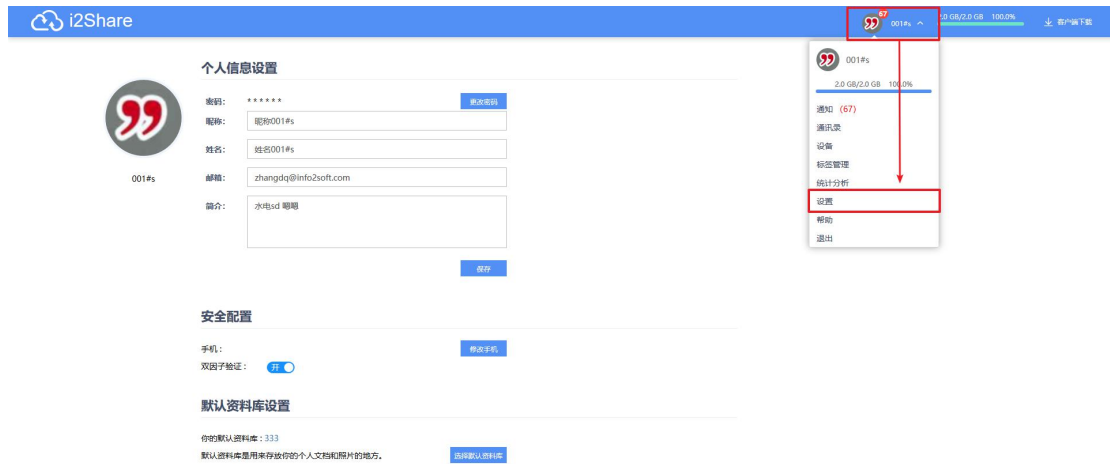 i2Share
67
001#s
2.0 GB/2.0 GB 100.0%
客户端下载
001#s
2.0 GB/2.0 GB 100.0%
通知 (67)
通讯录
设备
标签管理
统计分析
设置
帮助
退出
001#s
个人信息设置
密码: ******
更改密码
昵称: 昵称001#s
姓名: 姓名001#s
邮箱: zhangdq@info2soft.com
简介: 水电sd 嗯嗯
保存
安全配置
手机:
修改手机
双因子验证: 开
默认资料库设置
你的默认资料库 : 333
默认资料库是用来存放你的个人文档和照片的地方。
选择默认资料库